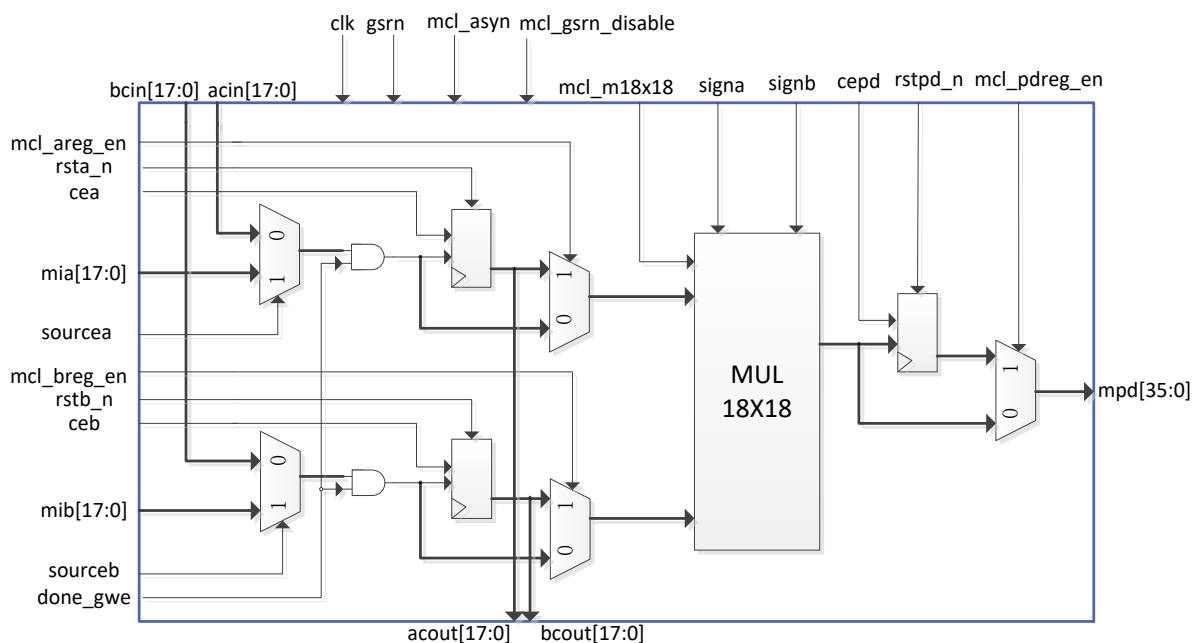 clk gsrn mcl_asyn mcl_gsrn_disable
bcin[17:0] acin[17:0]
mcl_m18x18 signa signb cepd rstpd_n mcl_pdreg_en
mcl_areg_en
rsta_n
cea
0
1
mia[17:0]
sourcea
1
0
mcl_breg_en
rstb_n
ceb
0
1
mib[17:0]
sourceb
done_gwe
1
0
MUL
18X18
1
0
mpd[35:0]
acout[17:0] bcout[17:0]